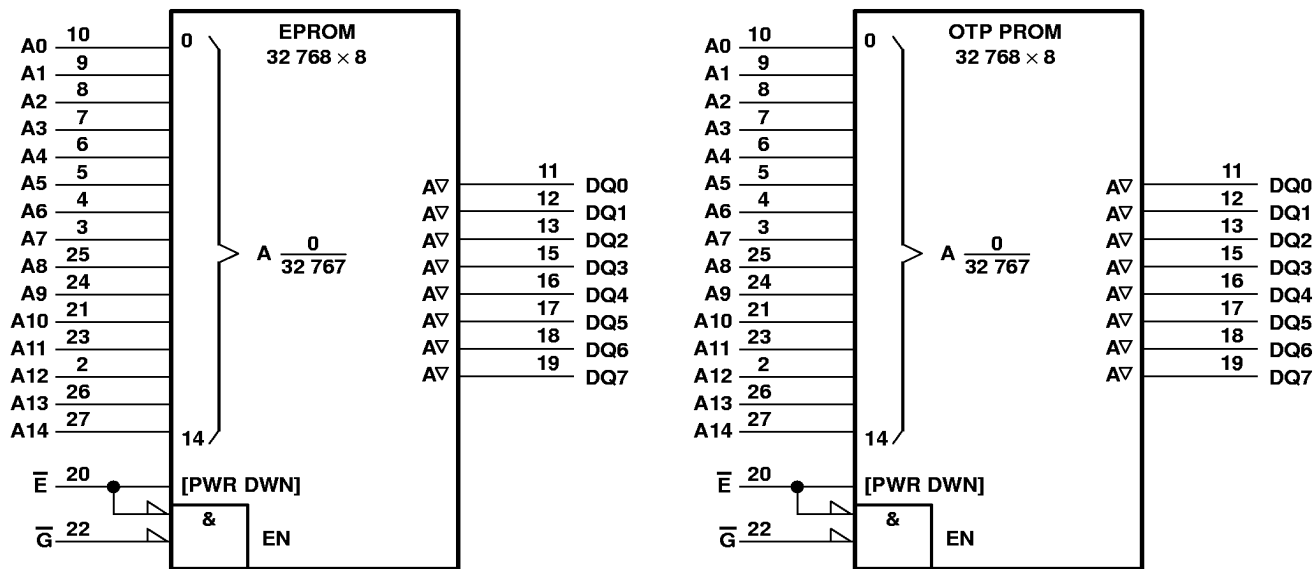 EPROM
32 768 × 8
A0 10 0
A1 9
A2 8
A3 7
A4 6
A5 5 A▽ 11 DQ0
A6 4 A▽ 12 DQ1
A7 3 A▽ 13 DQ2
A 0
32 767
A8 25 A▽ 15 DQ3
A9 24 A▽ 16 DQ4
A10 21 A▽ 17 DQ5
A11 23 A▽ 18 DQ6
A12 2 A▽ 19 DQ7
A13 26
A14 27 14
E̅ 20 [PWR DWN]
&
G̅ 22 EN
OTP PROM
32 768 × 8
A0 10 0
A1 9
A2 8
A3 7
A4 6
A5 5 A▽ 11 DQ0
A6 4 A▽ 12 DQ1
A7 3 A▽ 13 DQ2
A 0
32 767
A8 25 A▽ 15 DQ3
A9 24 A▽ 16 DQ4
A10 21 A▽ 17 DQ5
A11 23 A▽ 18 DQ6
A12 2 A▽ 19 DQ7
A13 26
A14 27 14
E̅ 20 [PWR DWN]
&
G̅ 22 EN